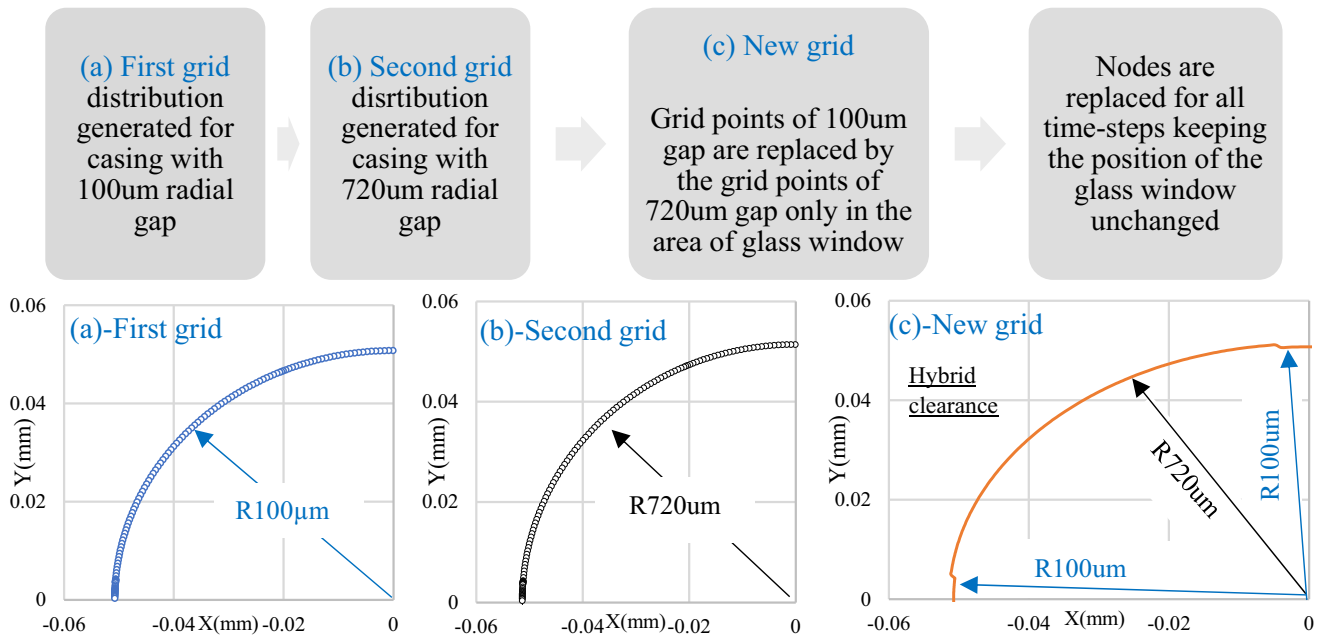 (a) First grid
distribution
generated for
casing with
100um radial
gap
(b) Second grid
disrtibution
generated for
casing with
720um radial
gap
(c) New grid
Grid points of 100um
gap are replaced by
the grid points of
720um gap only in the
area of glass window
Nodes are
replaced for all
time-steps keeping
the position of the
glass window
unchanged
(a)-First grid
0.06
0.04
0.02
0
Y(mm)
R100µm
-0.06
-0.04
X(mm)
-0.02
0
(b)-Second grid
0.06
0.04
0.02
0
Y(mm)
R720um
-0.06
-0.04
X(mm)
-0.02
0
(c)-New grid
0.06
0.04
0.02
0
Y(mm)
Hybrid
clearance
R720um
R100um
R100um
-0.06
-0.04
X(mm)
-0.02
0